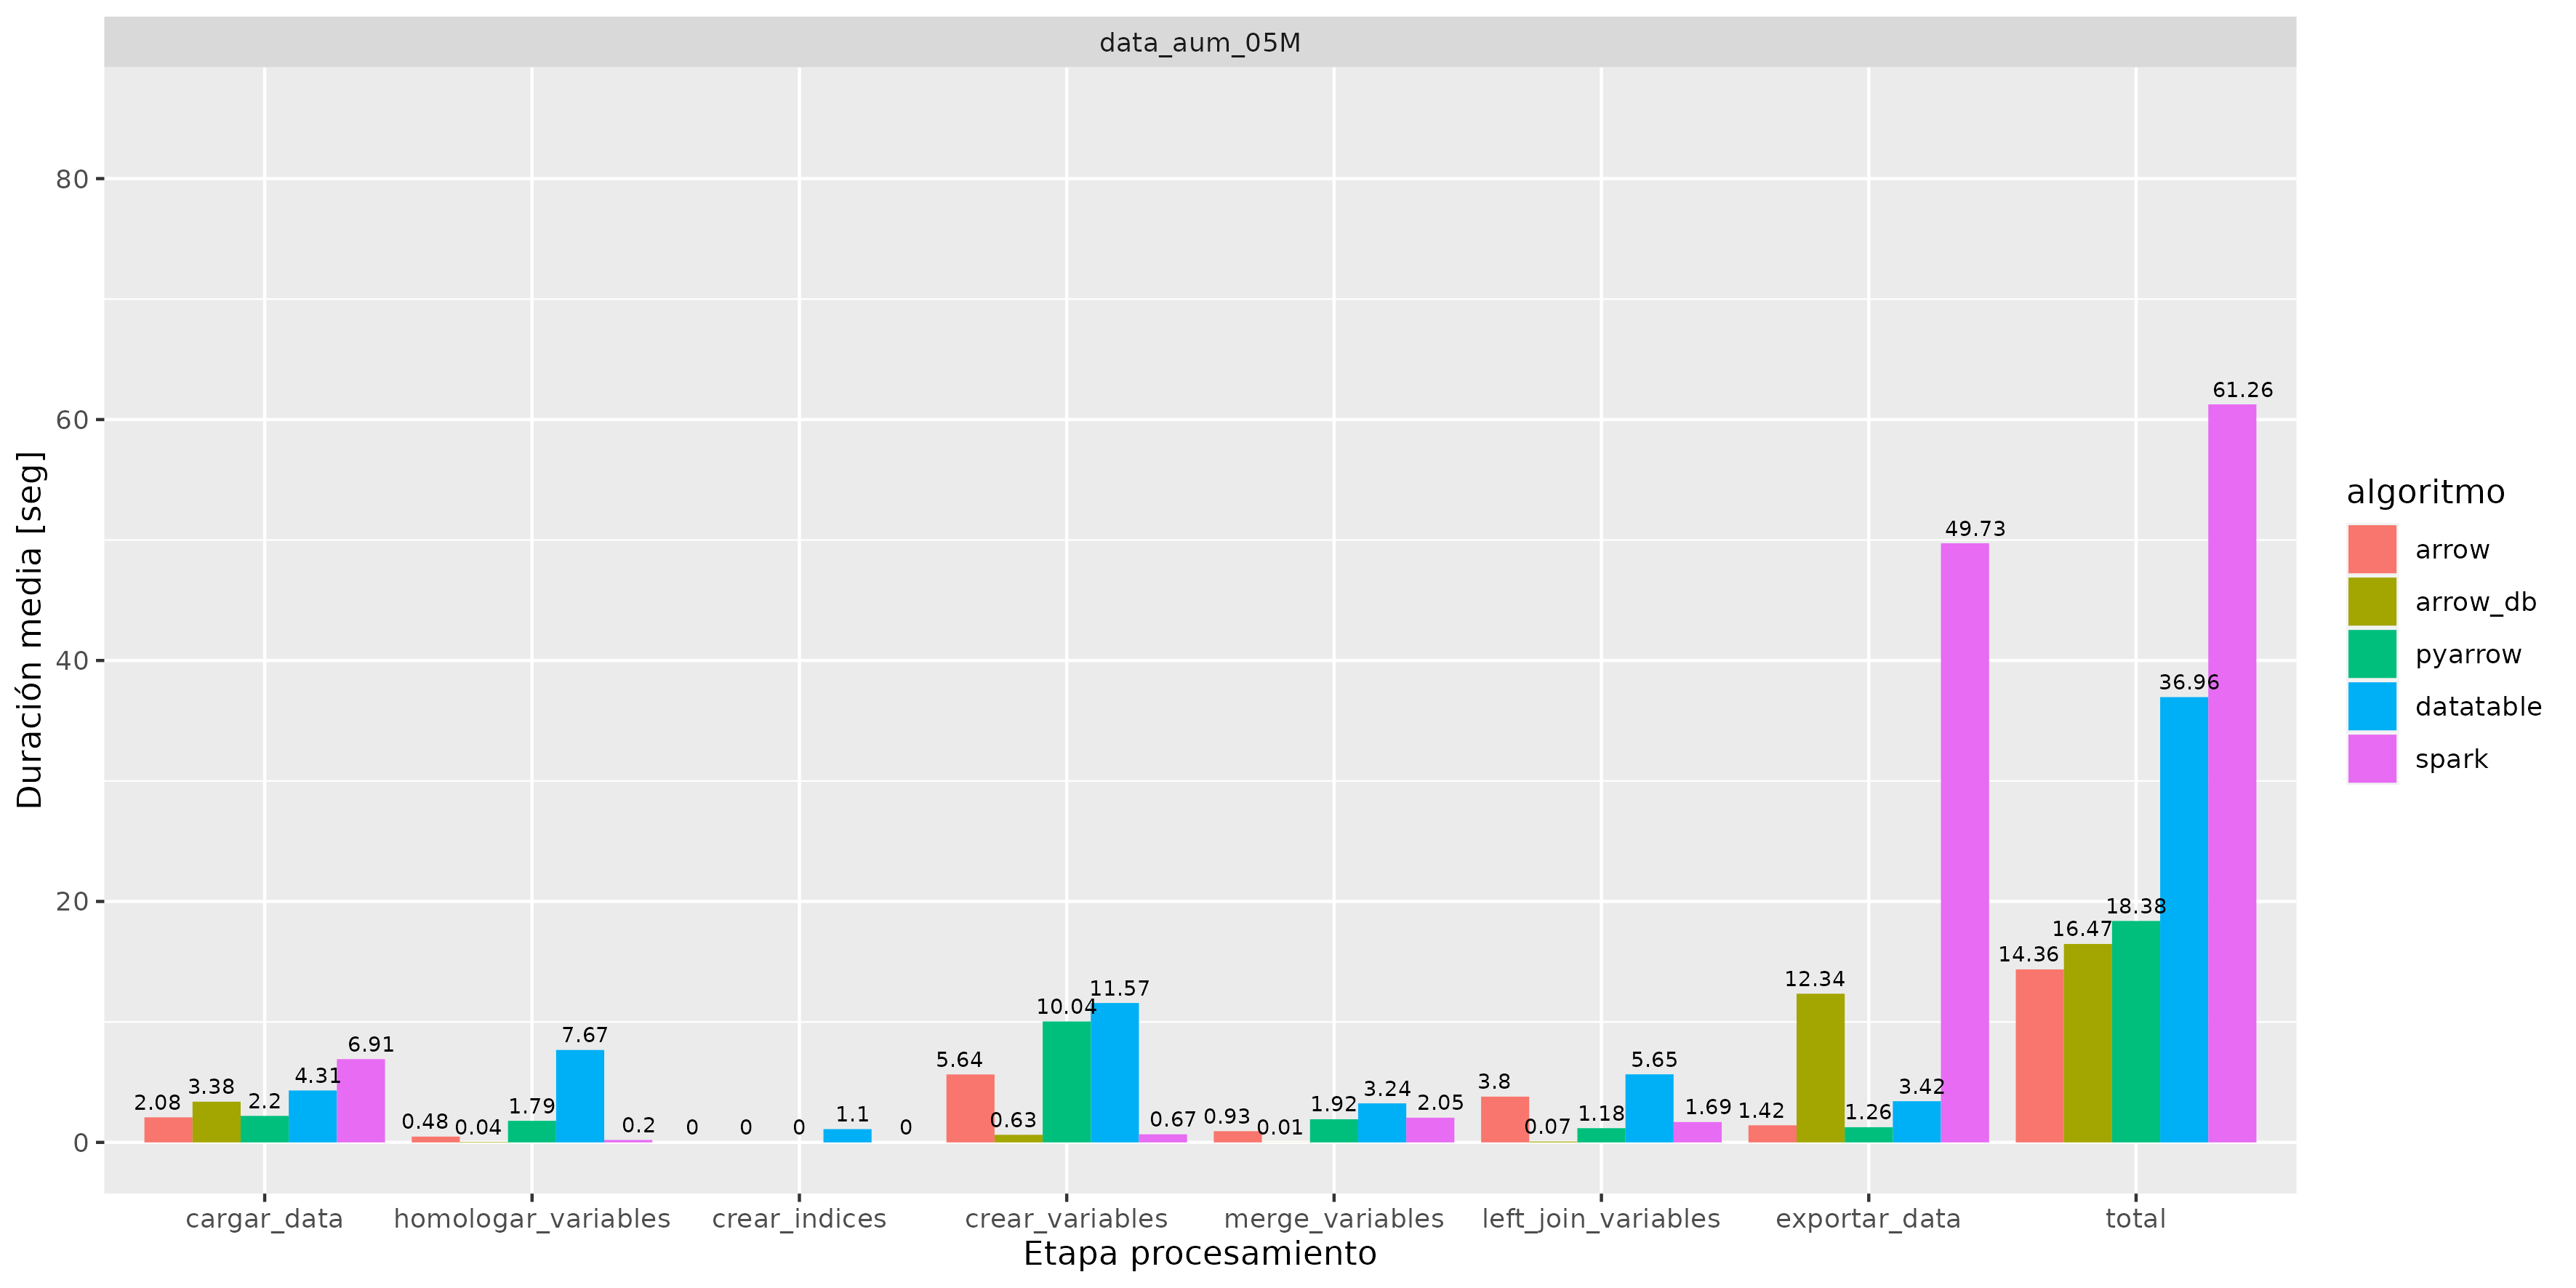 data_aum_05M
Duración media [seg]
80
60
40
20
0
2.08
3.38
2.2
4.31
6.91
0.48
0.04
1.79
7.67
0.2
0
0
0
1.1
0
5.64
0.63
10.04
11.57
0.67
0.93
0.01
1.92
3.24
2.05
3.8
0.07
1.18
5.65
1.69
1.42
12.34
1.26
3.42
49.73
14.36
16.47
18.38
36.96
61.26
cargar_data
homologar_variables
crear_indices
crear_variables
merge_variables
left_join_variables
exportar_data
total
Etapa procesamiento
algoritmo
arrow
arrow_db
pyarrow
datatable
spark